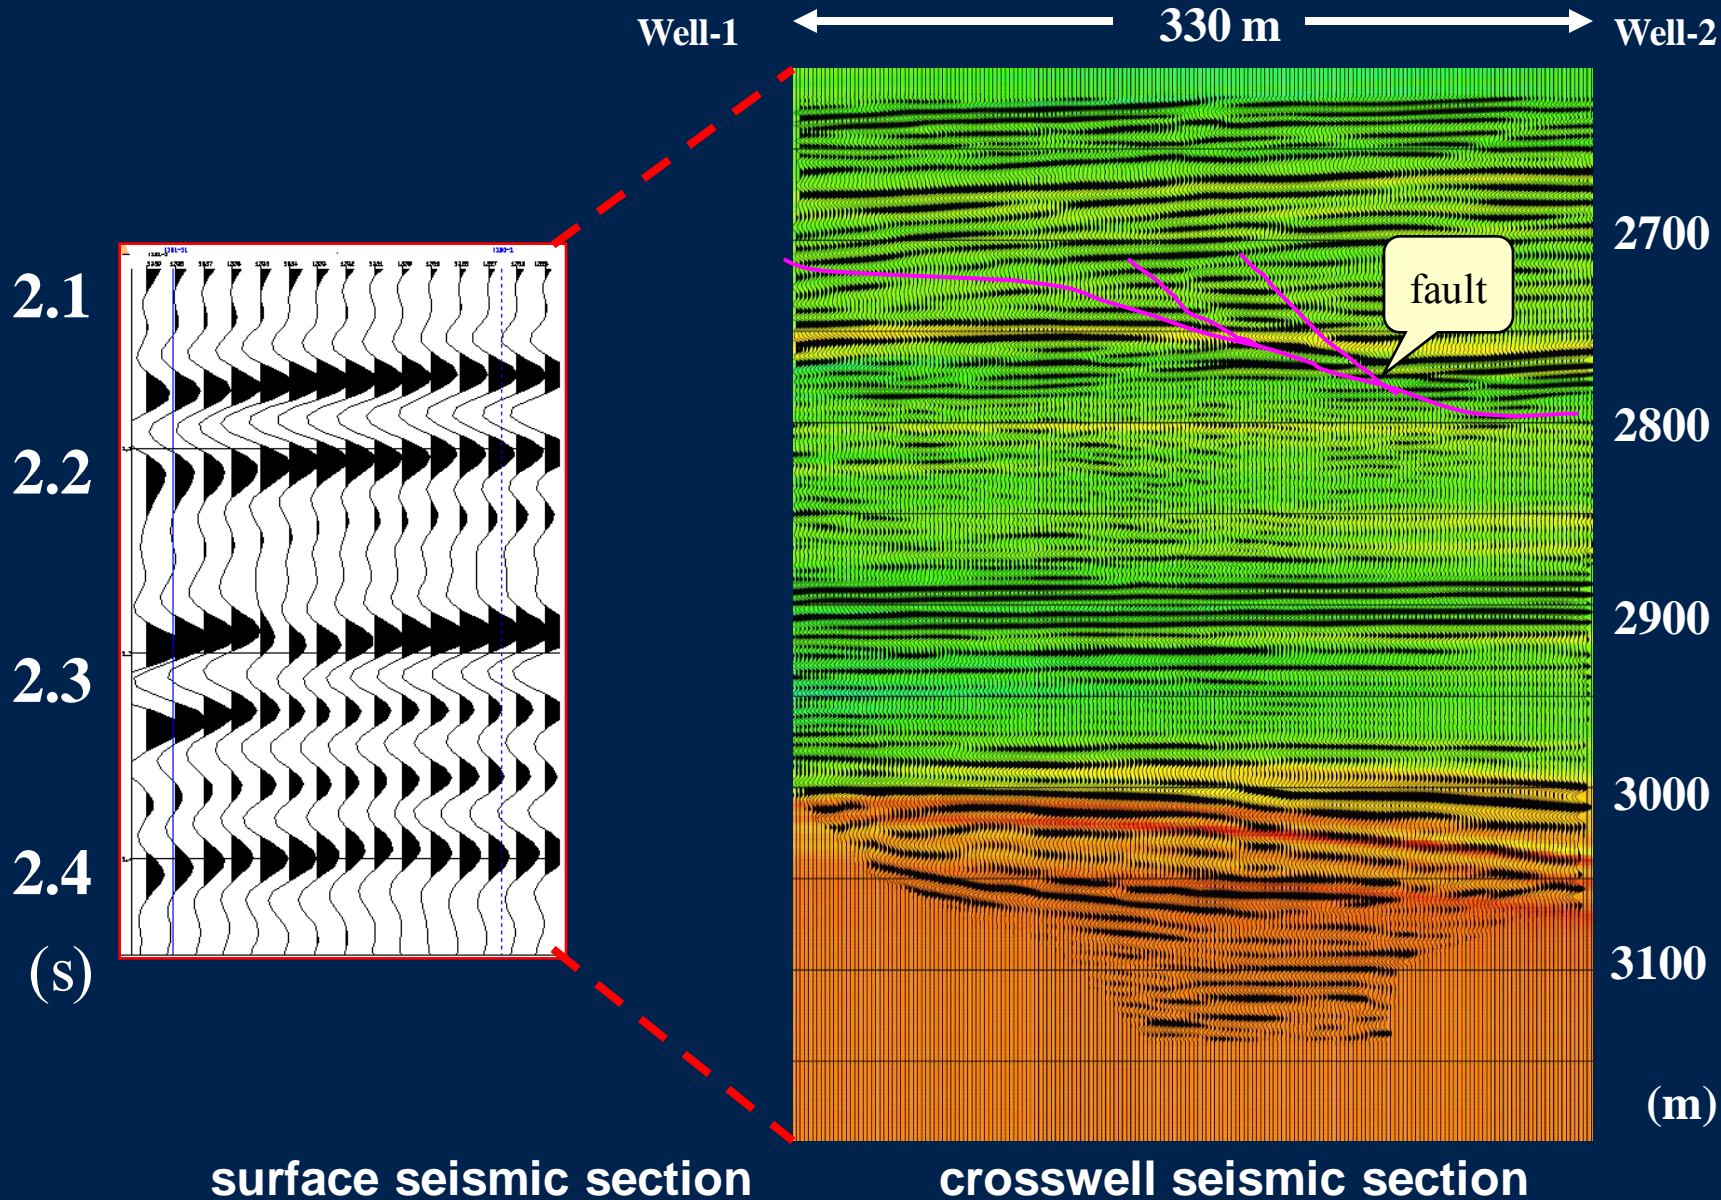 Well-1
330 m
Well-2
2.1
2.2
2.3
2.4
(s)
2700
fault
2800
2900
3000
3100
(m)
surface seismic section
crosswell seismic section